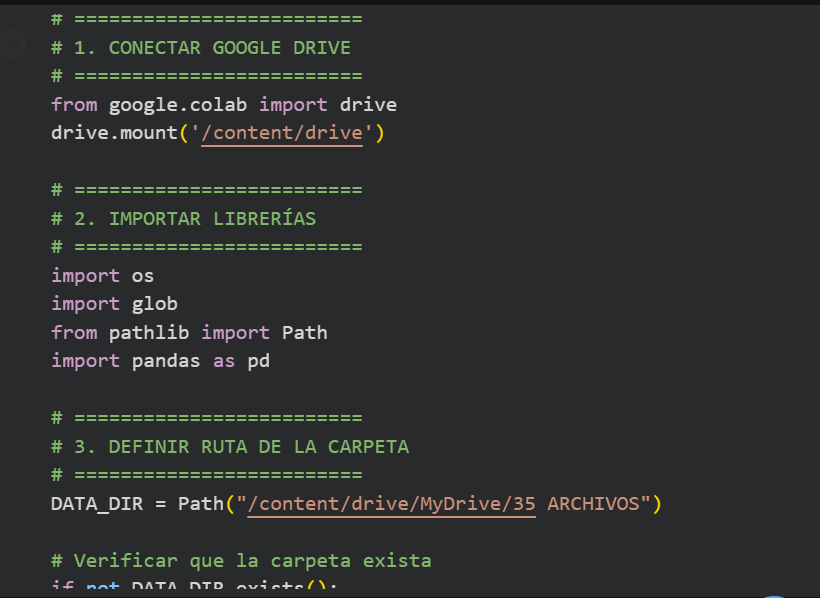 # =========================
# 1. CONECTAR GOOGLE DRIVE
# =========================
from google.colab import drive
drive.mount('/content/drive')
# =========================
# 2. IMPORTAR LIBRERÍAS
# =========================
import os
import glob
from pathlib import Path
import pandas as pd
# =========================
# 3. DEFINIR RUTA DE LA CARPETA
# =========================
DATA_DIR = Path("/content/drive/MyDrive/35 ARCHIVOS")
# Verificar que la carpeta exista
if not DATA_DIR.exists():